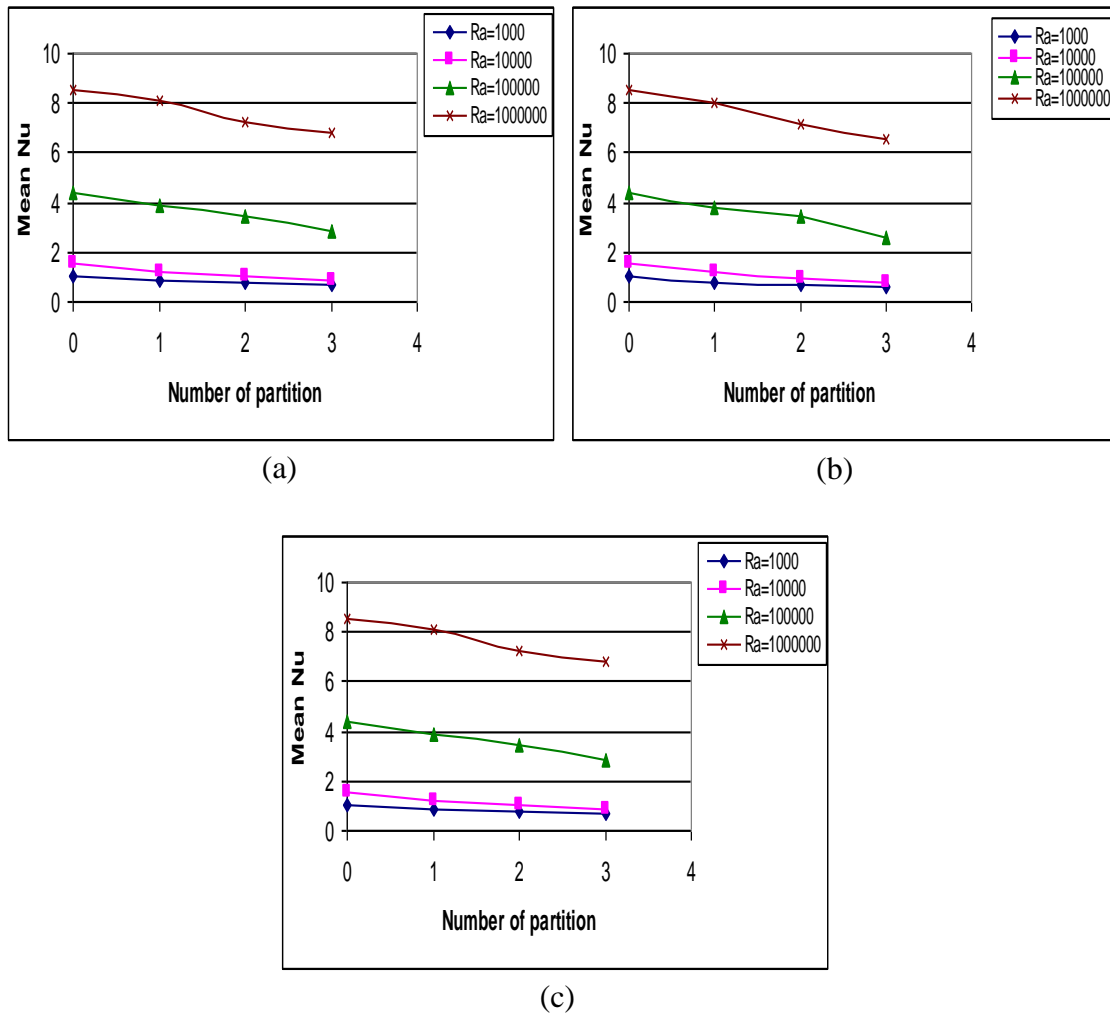 Ra=1000
Ra=10000
Ra=100000
Ra=1000000
10
8
6
4
2
0
Mean Nu
0 1 2 3 4
Number of partition
(a)
Ra=1000
Ra=10000
Ra=100000
Ra=1000000
10
8
6
4
2
0
Mean Nu
0 1 2 3 4
Number of partition
(b)
Ra=1000
Ra=10000
Ra=100000
Ra=1000000
10
8
6
4
2
0
Mean Nu
0 1 2 3 4
Number of partition
(c)